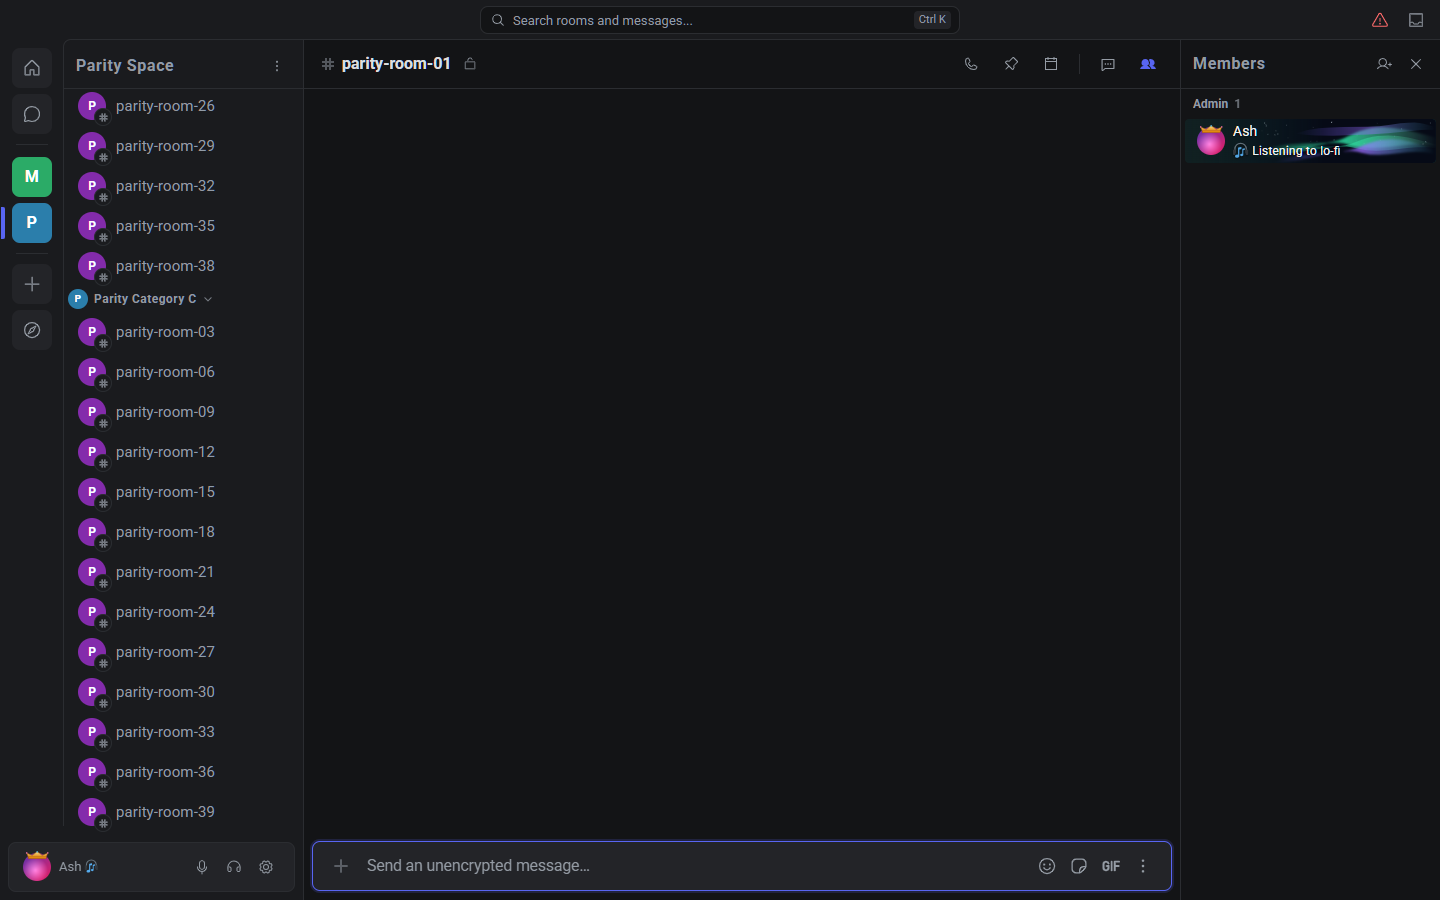 Search rooms and messages...
Ctrl K
M
P
Parity Space
P parity-room-26
P parity-room-29
P parity-room-32
P parity-room-35
P parity-room-38
P Parity Category C
P parity-room-03
P parity-room-06
P parity-room-09
P parity-room-12
P parity-room-15
P parity-room-18
P parity-room-21
P parity-room-24
P parity-room-27
P parity-room-30
P parity-room-33
P parity-room-36
P parity-room-39
Ash
# parity-room-01
Send an unencrypted message...
GIF
Members
Admin 1
Ash
Listening to lo-fi